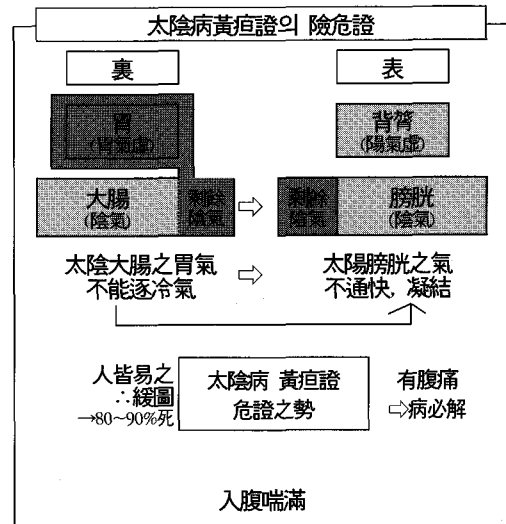 太陰病黃疸證의 險危證
裏
表
胃
(胃氣虛)
背膂
(陽氣虛)
大腸
(陰氣)
剩餘
陰氣
⇨
剩餘
陰氣
膀胱
(陰氣)
太陰大腸之胃氣
不能逐冷氣
⇨
太陽膀胱之氣
不通快, 凝結
人皆易之
∴緩圖
→80~90%死
太陰病 黃疸證
危證之勢
有腹痛
⇨病必解
入腹喘滿